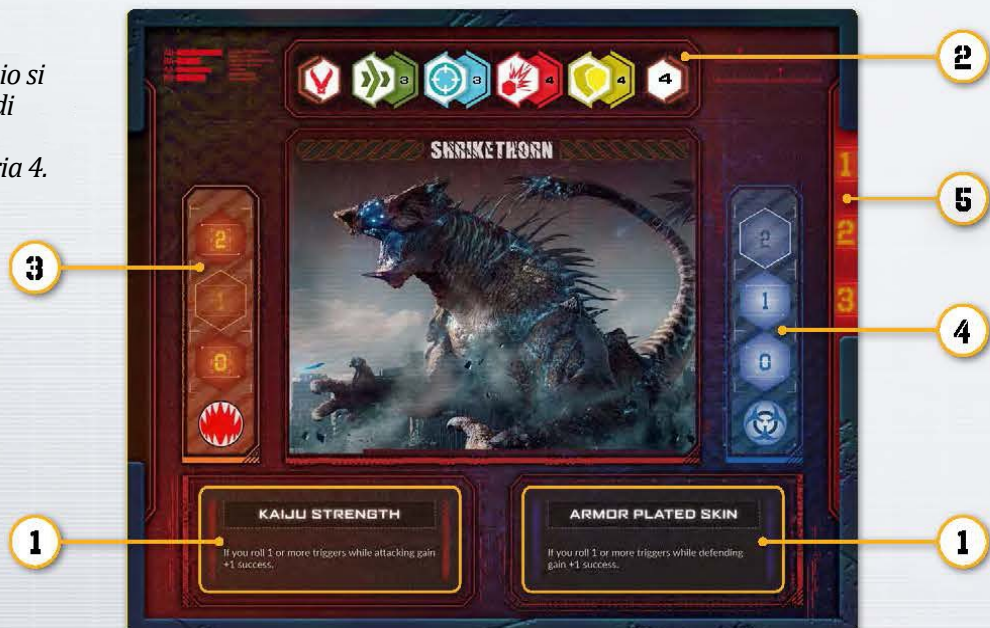 io si
di
ria 4.
3 3 4 4 4
2
SHRIKETHORN
1
2
3
5
2
1
0
3
2
1
0
4
KAIJU STRENGTH
If you roll 1 or more triggers while attacking gain
+1 success.
1
ARMOR PLATED SKIN
If you roll 1 or more triggers while defending
gain +1 success.
1